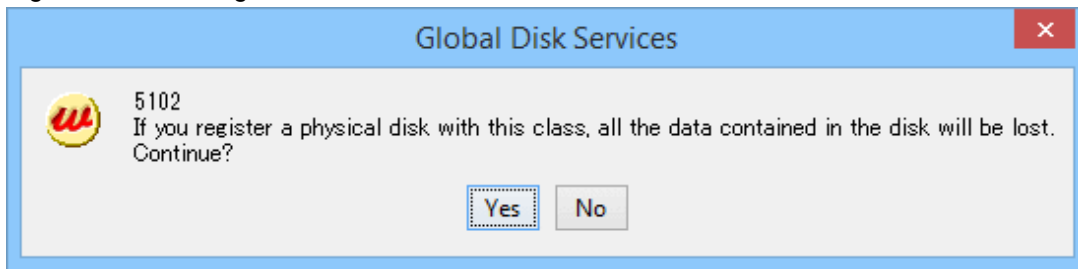 Global Disk Services
5102
If you register a physical disk with this class, all the data contained in the disk will be lost.
Continue?
Yes No